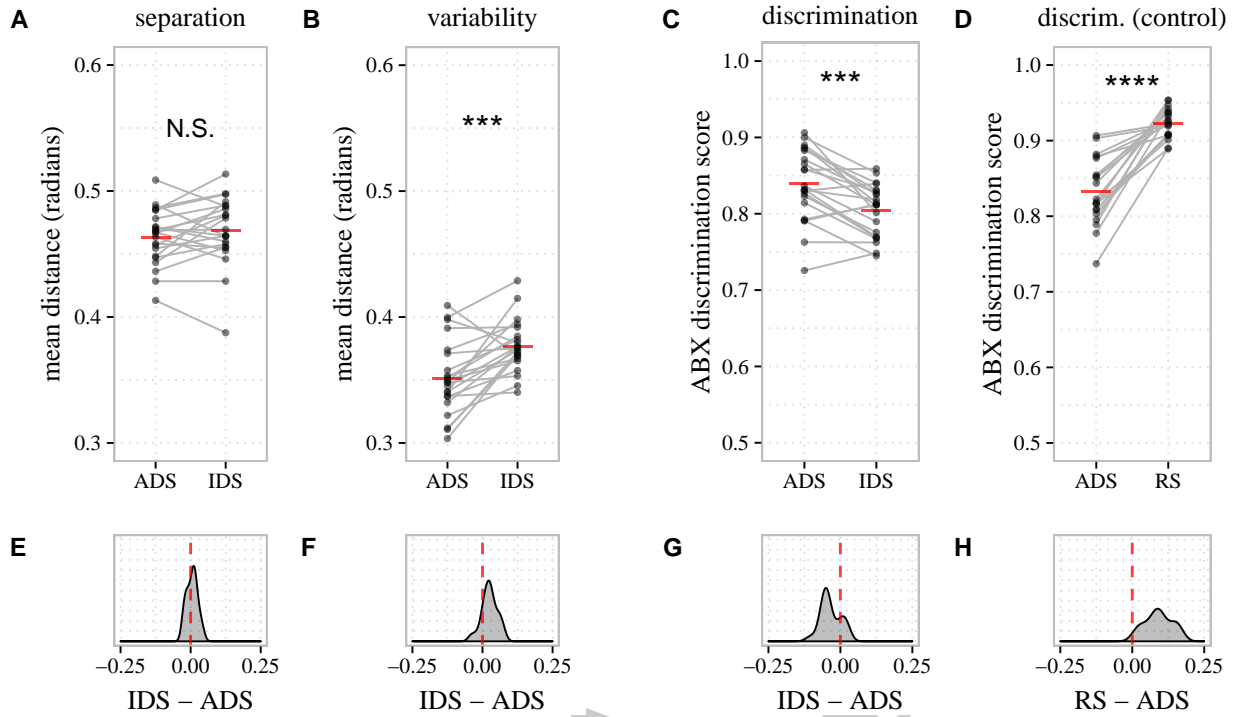 A separation
B variability
C discrimination
D discrim. (control)
mean distance (radians)
0.6
0.5
0.4
0.3
N.S.
ADS IDS
mean distance (radians)
0.6
0.5
0.4
0.3
***
ADS IDS
ABX discrimination score
1.0
0.9
0.8
0.7
0.6
0.5
***
ADS IDS
ABX discrimination score
1.0
0.9
0.8
0.7
0.6
0.5
****
ADS RS
E
−0.25 0.00 0.25
IDS − ADS
F
−0.25 0.00 0.25
IDS − ADS
G
−0.25 0.00 0.25
IDS − ADS
H
−0.25 0.00 0.25
RS − ADS